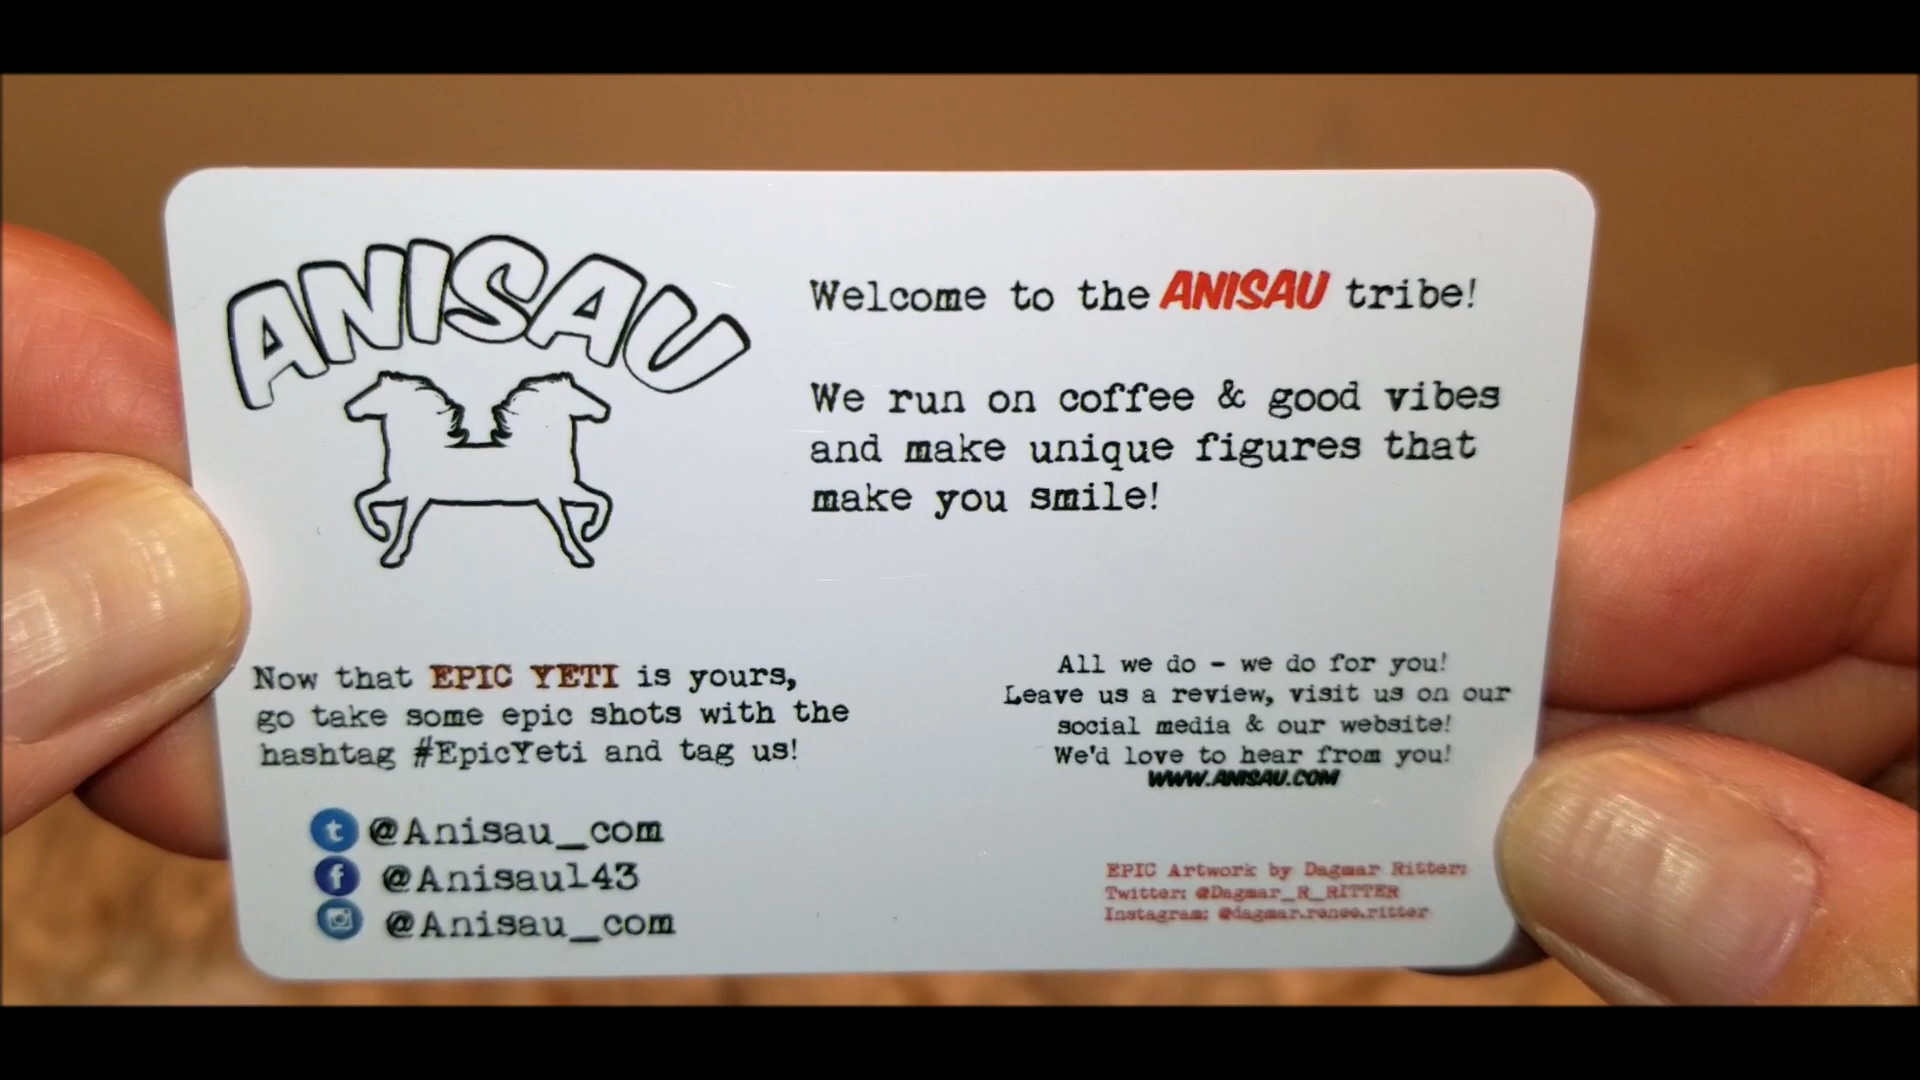 ANISAU
Welcome to the ANISAU tribe!
We run on coffee & good vibes
and make unique figures that
make you smile!
Now that EPIC YETI is yours,
go take some epic shots with the
hashtag #EpicYeti and tag us!
t @Anisau_com
f @Anisau143
@Anisau_com
All we do - we do for you!
Leave us a review, visit us on our
social media & our website!
We'd love to hear from you!
WWW.ANISAU.COM
EPIC Artwork by Dagmar Ritter:
Twitter: @Dagmar_R_RITTER
Instagram: @dagmar.renee.ritter